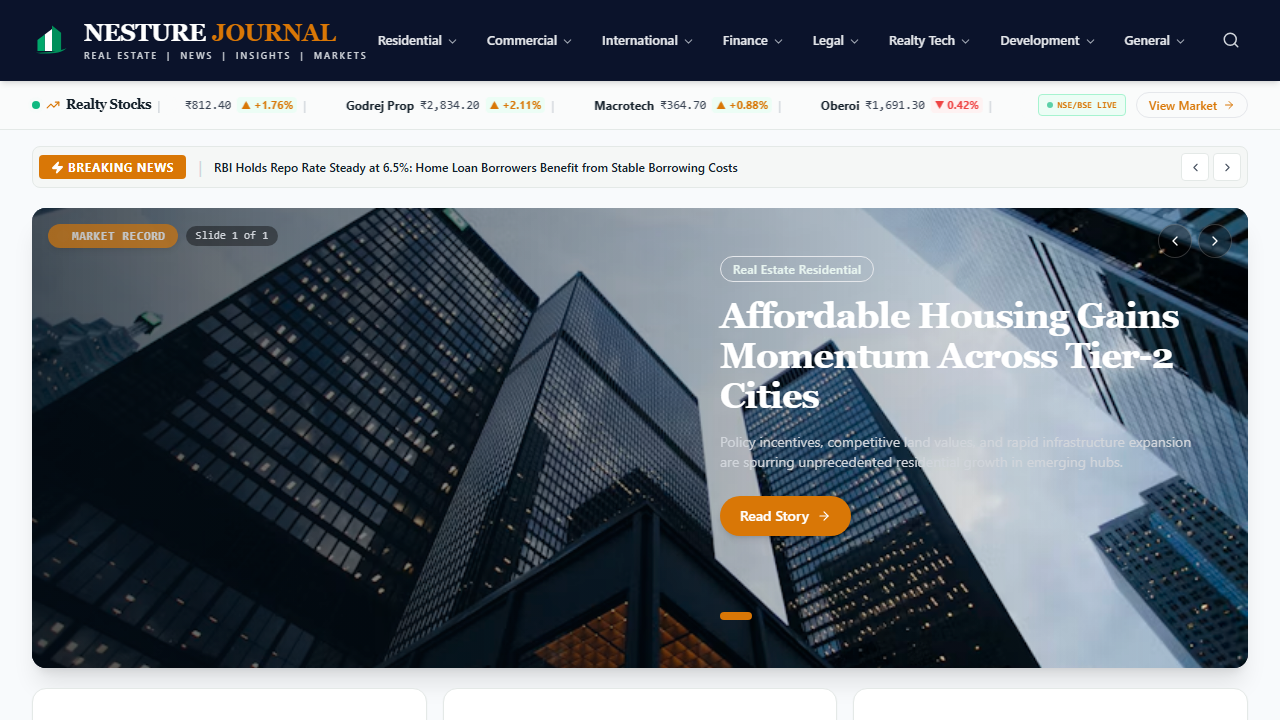 NESTURE JOURNAL
REAL ESTATE | NEWS | INSIGHTS | MARKETS
Residential Commercial International Finance Legal Realty Tech Development General
Realty Stocks | ₹812.40 ▲ +1.76% | Godrej Prop ₹2,834.20 ▲ +2.11% | Macrotech ₹364.70 ▲ +0.88% | Oberoi ₹1,691.30 ▼ 0.42% | NSE/BSE LIVE View Market →
BREAKING NEWS | RBI Holds Repo Rate Steady at 6.5%: Home Loan Borrowers Benefit from Stable Borrowing Costs
MARKET RECORD Slide 1 of 1
Real Estate Residential
Affordable Housing Gains
Momentum Across Tier-2
Cities
Policy incentives, competitive land values, and rapid infrastructure expansion
are spurring unprecedented residential growth in emerging hubs.
Read Story →